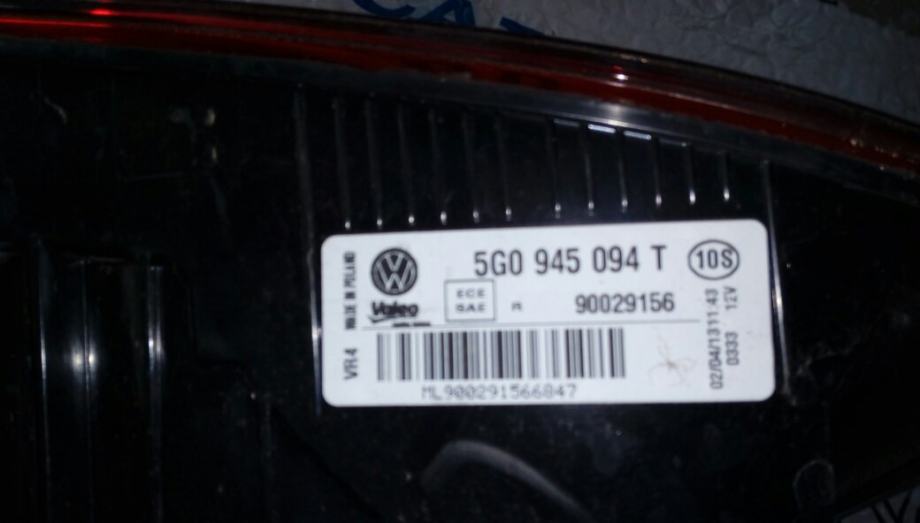 MADE IN POLAND
5G0 945 094 T
10S
Valeo
ECE
SAE
R
90029156
02/04/13 11:43
12V
0333
VR4
ML900291566847